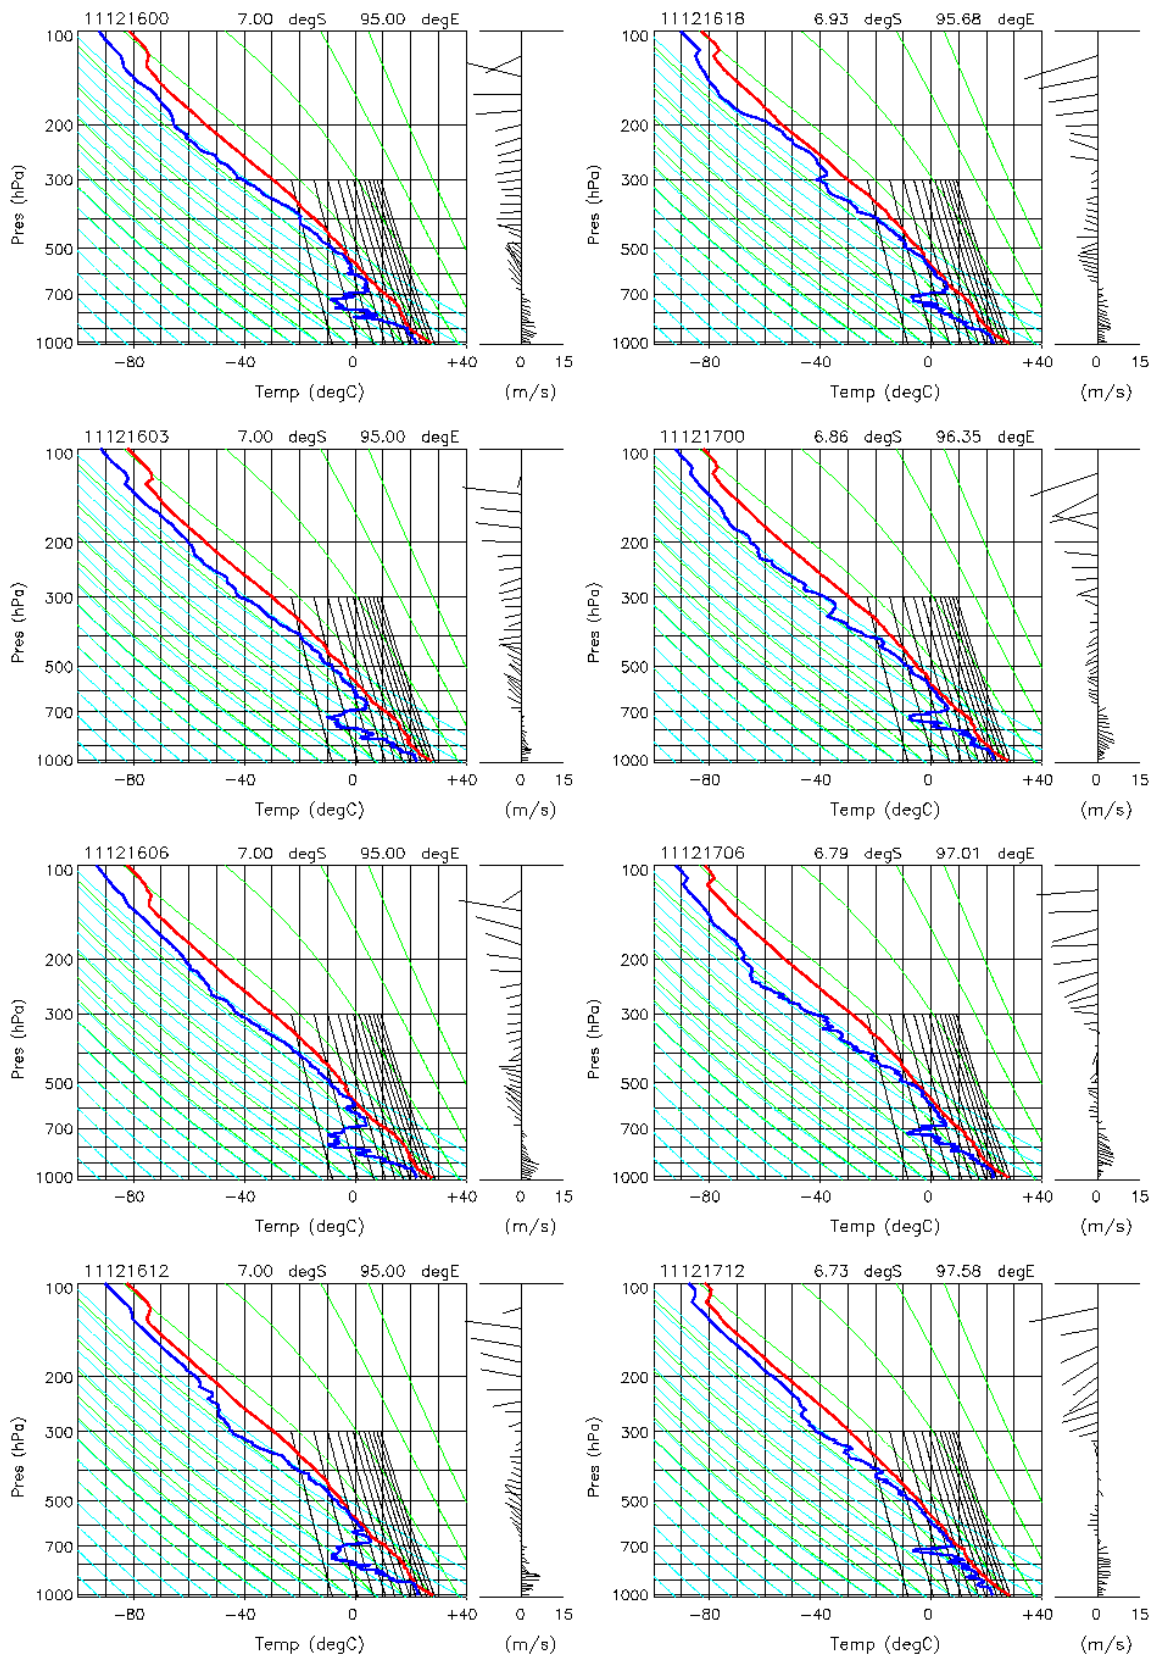 11121600 7.00 degS 95.00 degE
100
200
300
500
700
1000
Pres (hPa)
-80 -40 0 +40 0 15
Temp (degC) (m/s)
11121618 6.93 degS 95.68 degE
100
200
300
500
700
1000
Pres (hPa)
-80 -40 0 +40 0 15
Temp (degC) (m/s)
11121603 7.00 degS 95.00 degE
100
200
300
500
700
1000
Pres (hPa)
-80 -40 0 +40 0 15
Temp (degC) (m/s)
11121700 6.86 degS 96.35 degE
100
200
300
500
700
1000
Pres (hPa)
-80 -40 0 +40 0 15
Temp (degC) (m/s)
11121606 7.00 degS 95.00 degE
100
200
300
500
700
1000
Pres (hPa)
-80 -40 0 +40 0 15
Temp (degC) (m/s)
11121706 6.79 degS 97.01 degE
100
200
300
500
700
1000
Pres (hPa)
-80 -40 0 +40 0 15
Temp (degC) (m/s)
11121612 7.00 degS 95.00 degE
100
200
300
500
700
1000
Pres (hPa)
-80 -40 0 +40 0 15
Temp (degC) (m/s)
11121712 6.73 degS 97.58 degE
100
200
300
500
700
1000
Pres (hPa)
-80 -40 0 +40 0 15
Temp (degC) (m/s)